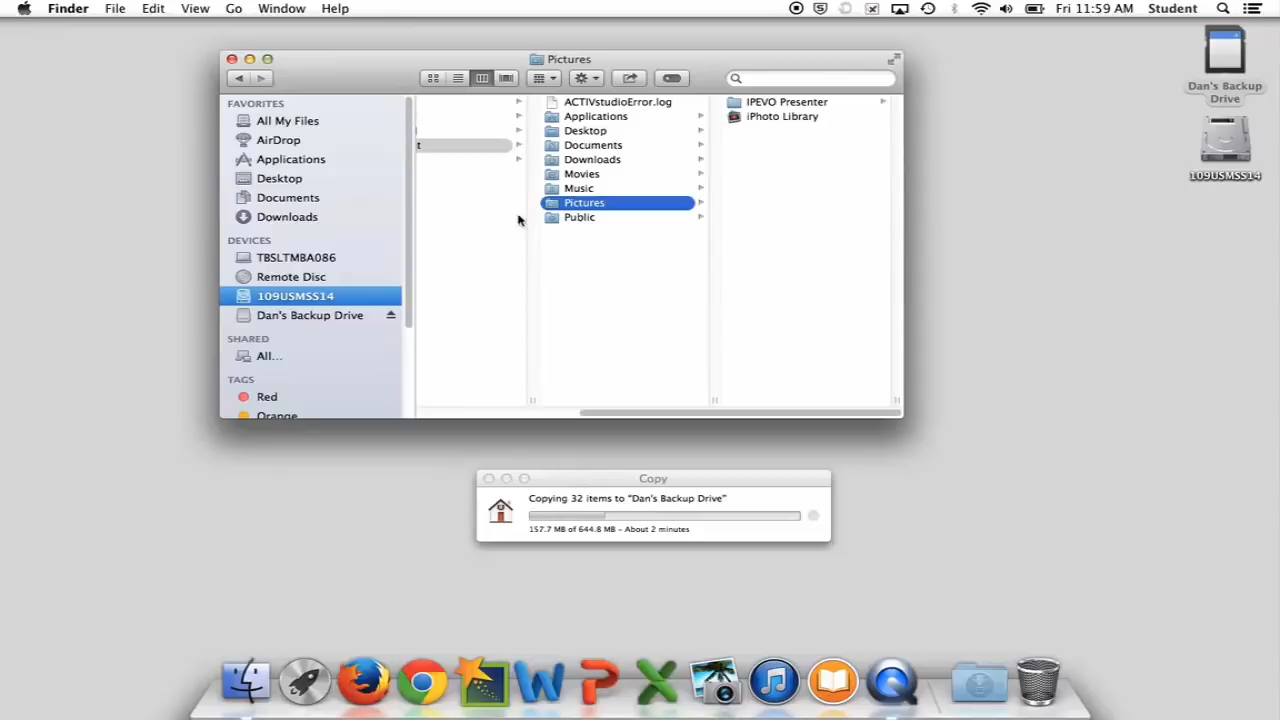 Finder File Edit View Go Window Help Fri 11:59 AM Student
Pictures
FAVORITES
All My Files
AirDrop
Applications
Desktop
Documents
Downloads
DEVICES
TBSLTMBA086
Remote Disc
109USMSS14
Dan's Backup Drive
SHARED
All...
TAGS
Red
Orange
t
ACTIVstudioError.log
Applications
Desktop
Documents
Downloads
Movies
Music
Pictures
Public
IPEVO Presenter
iPhoto Library
Dan's Backup
Drive
109USMSS14
Copy
Copying 32 items to “Dan's Backup Drive”
157.7 MB of 644.8 MB – About 2 minutes